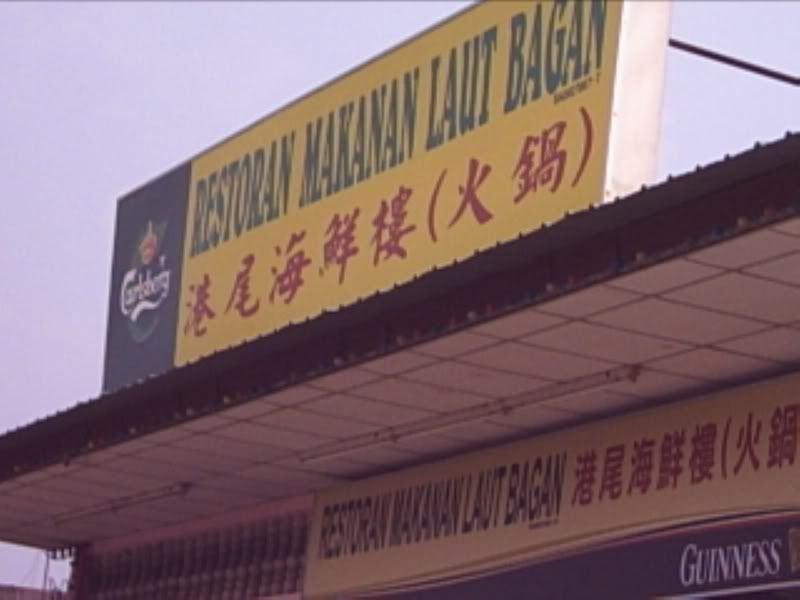 RESTORAN MAKANAN LAUT BAGAN
港尾海鮮樓(火鍋)
Carlsberg
RESTORAN MAKANAN LAUT BAGAN 港尾海鮮樓(火鍋
GUINNESS